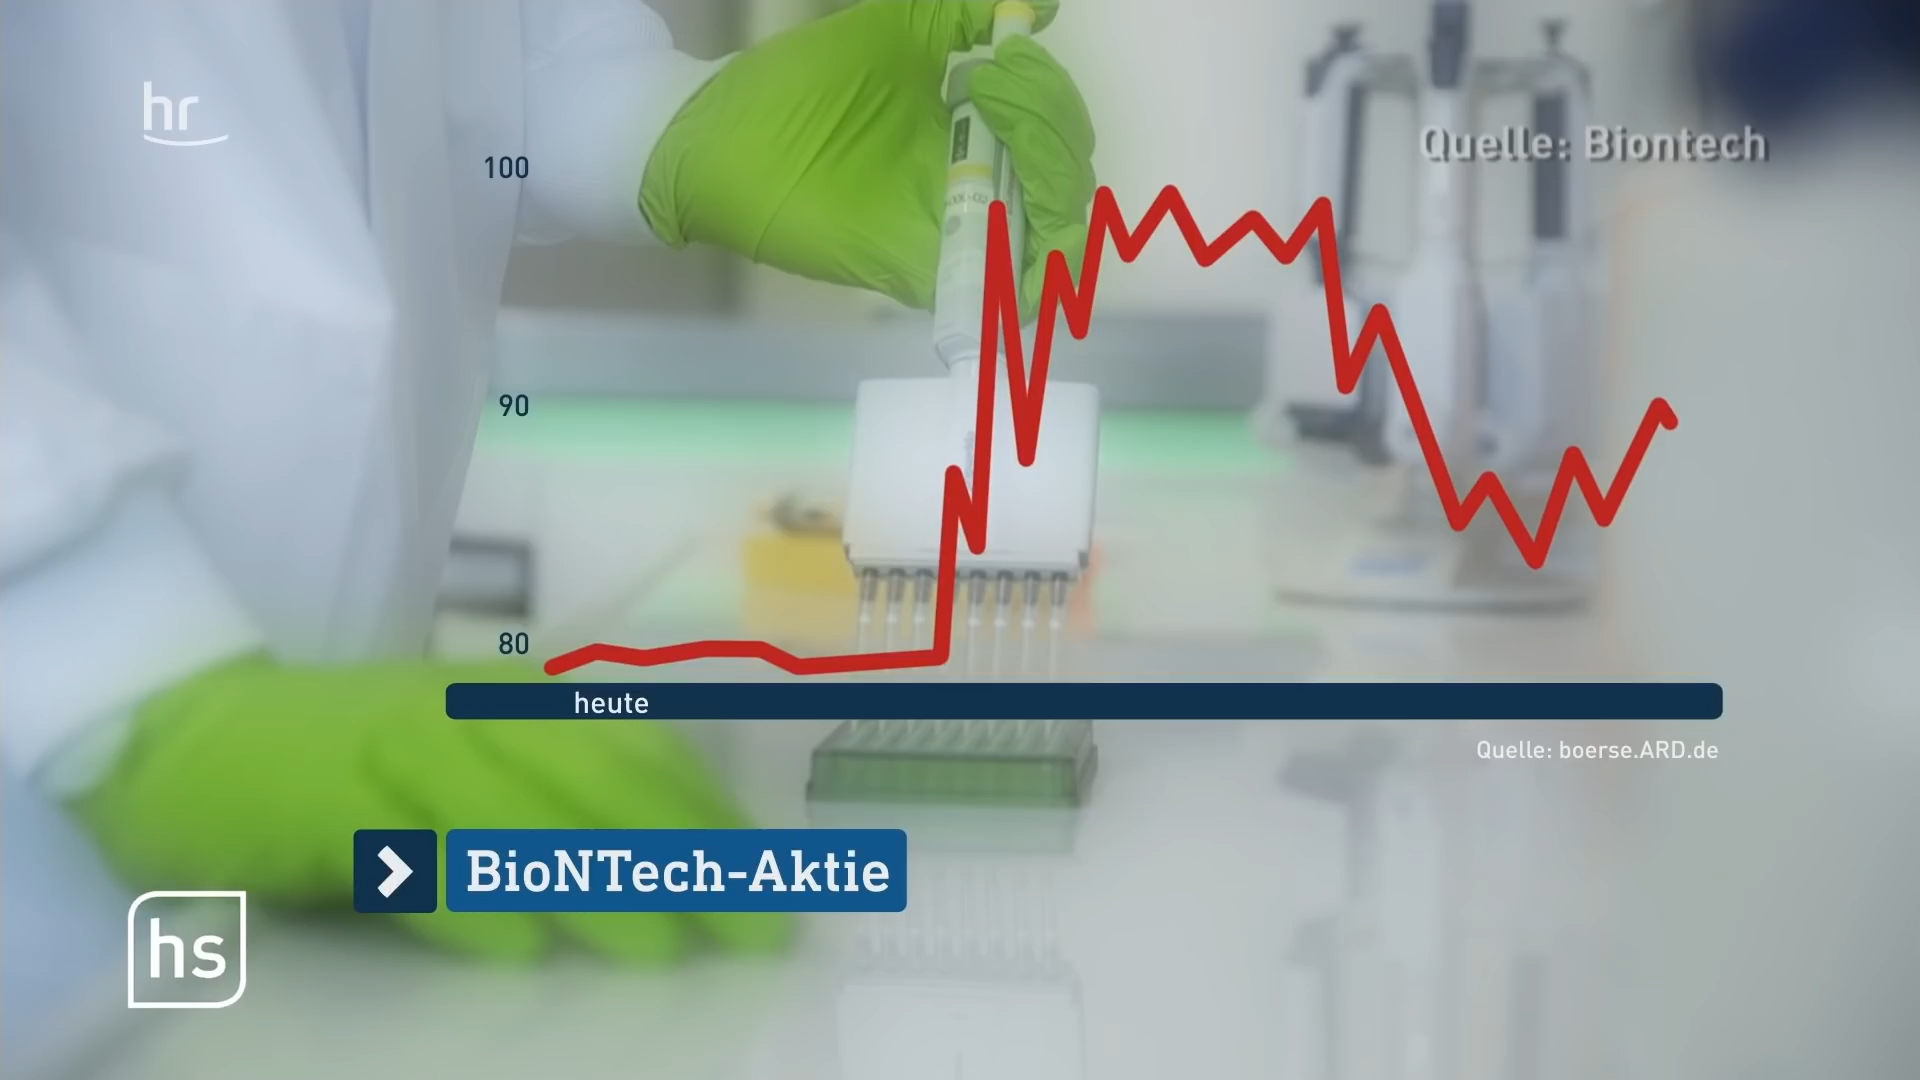 hr
Quelle: Biontech
100
90
80
heute
Quelle: boerse.ARD.de
BioNTech-Aktie
hs